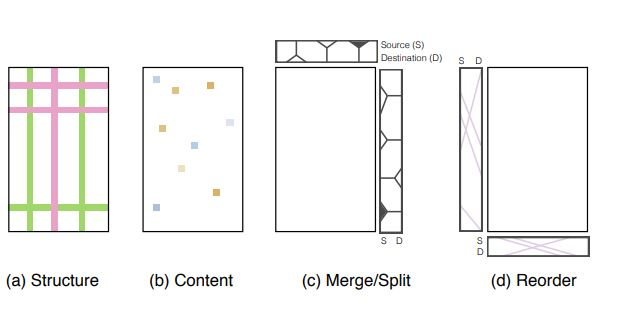 Source (S)
Destination (D)
S D
S D
S
D
(a) Structure
(b) Content
(c) Merge/Split
(d) Reorder